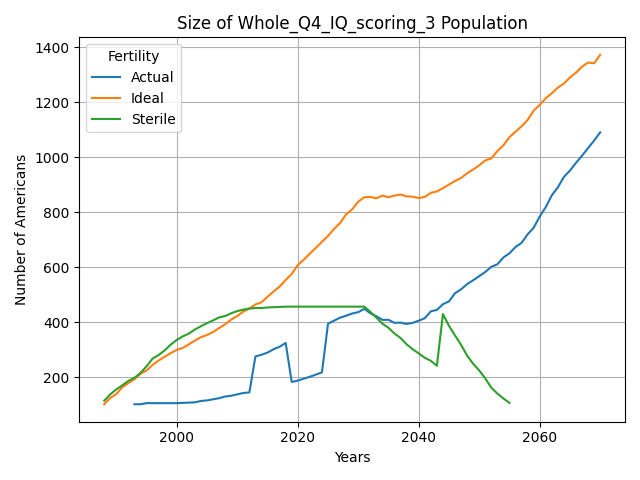 Size of Whole_Q4_IQ_scoring_3 Population
Fertility
Actual
Ideal
Sterile
Number of Americans
1400
1200
1000
800
600
400
200
2000
2020
2040
2060
Years